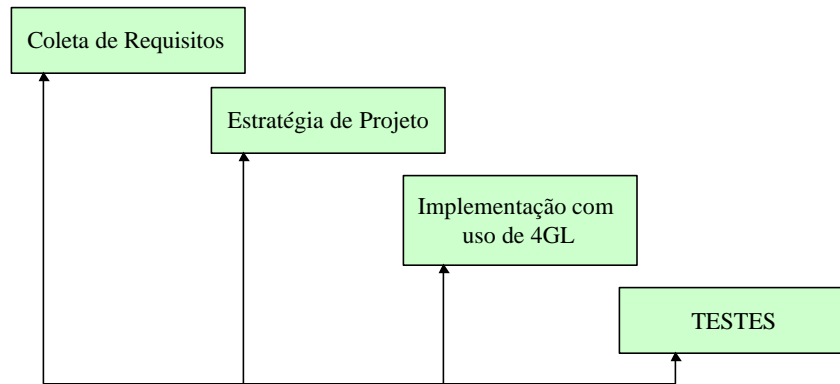 Coleta de Requisitos
Estratégia de Projeto
Implementação com
uso de 4GL
TESTES